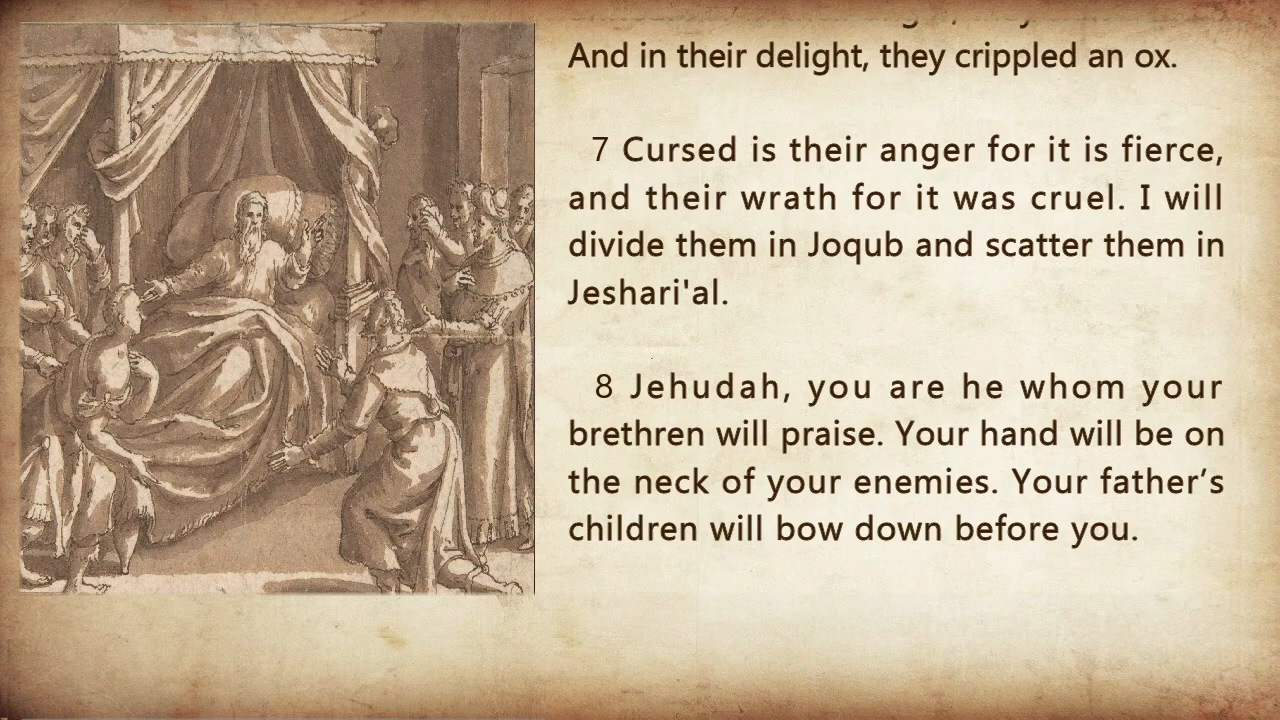 And in their delight, they crippled an ox.
7 Cursed is their anger for it is fierce,
and their wrath for it was cruel. I will
divide them in Joqub and scatter them in
Jeshari'al.
8 Jehudah, you are he whom your
brethren will praise. Your hand will be on
the neck of your enemies. Your father’s
children will bow down before you.